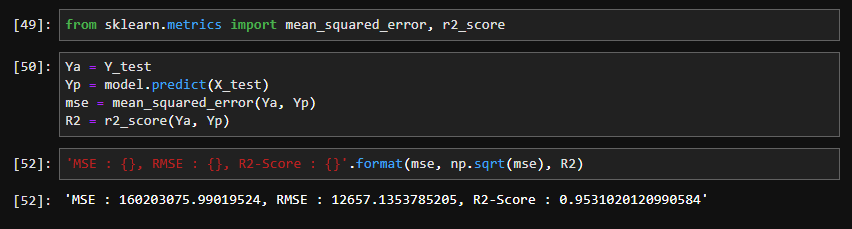 [49]: from sklearn.metrics import mean_squared_error, r2_score
[50]: Ya = Y_test
Yp = model.predict(X_test)
mse = mean_squared_error(Ya, Yp)
R2 = r2_score(Ya, Yp)
[52]: 'MSE : {}, RMSE : {}, R2-Score : {}'.format(mse, np.sqrt(mse), R2)
[52]: 'MSE : 160203075.99019524, RMSE : 12657.1353785205, R2-Score : 0.9531020120990584'